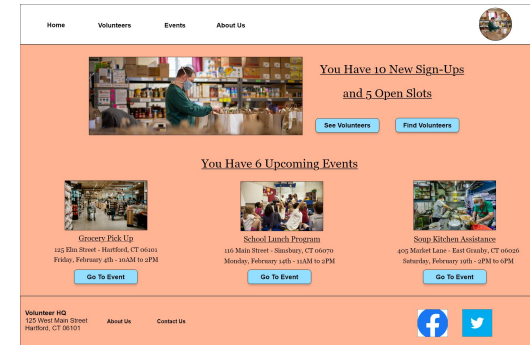 Home
Volunteers
Events
About Us
You Have 10 New Sign-Ups
and 5 Open Slots
See Volunteers
Find Volunteers
You Have 6 Upcoming Events
Grocery Pick Up
125 Elm Street - Hartford, CT 06101
Friday, February 4th - 10AM to 2PM
Go To Event
School Lunch Program
116 Main Street - Simsbury, CT 06070
Monday, February 14th - 11AM to 2PM
Go To Event
Soup Kitchen Assistance
405 Market Lane - East Granby, CT 06026
Saturday, February 19th - 2PM to 6PM
Go To Event
Volunteer HQ
125 West Main Street
Hartford, CT 06101
About Us
Contact Us